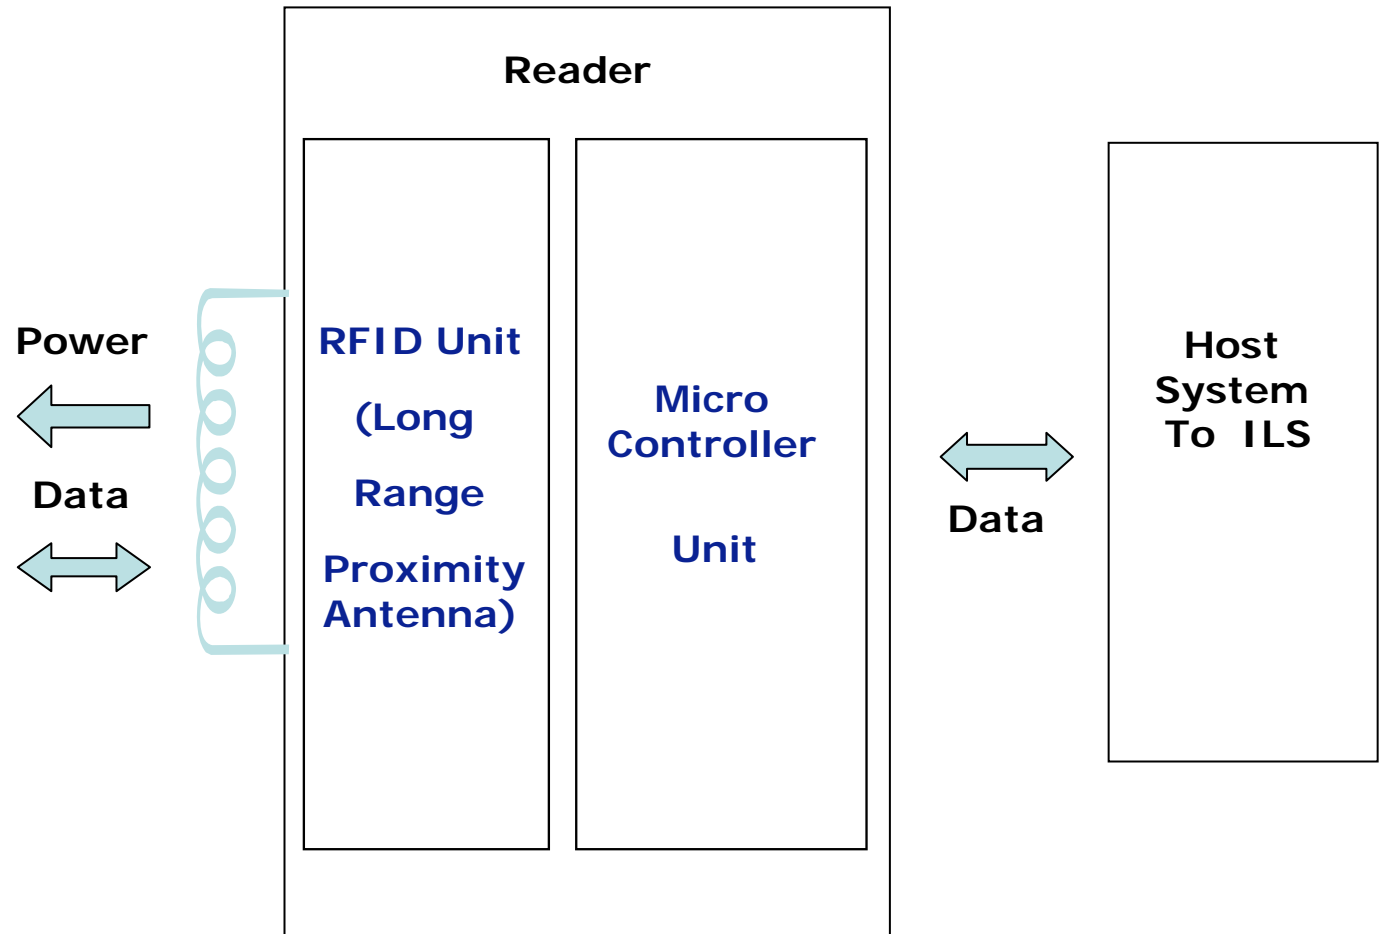 Reader
Power
Data
RFID Unit
(Long
Range
Proximity
Antenna)
Micro
Controller
Unit
Data
Host
System
To ILS